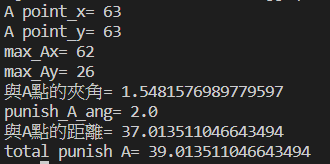 A point_x= 63
A point_y= 63
max_Ax= 62
max_Ay= 26
與A點的夾角= 1.5481576989779597
punish_A_ang= 2.0
與A點的距離= 37.013511046643494
total punish A= 39.013511046643494